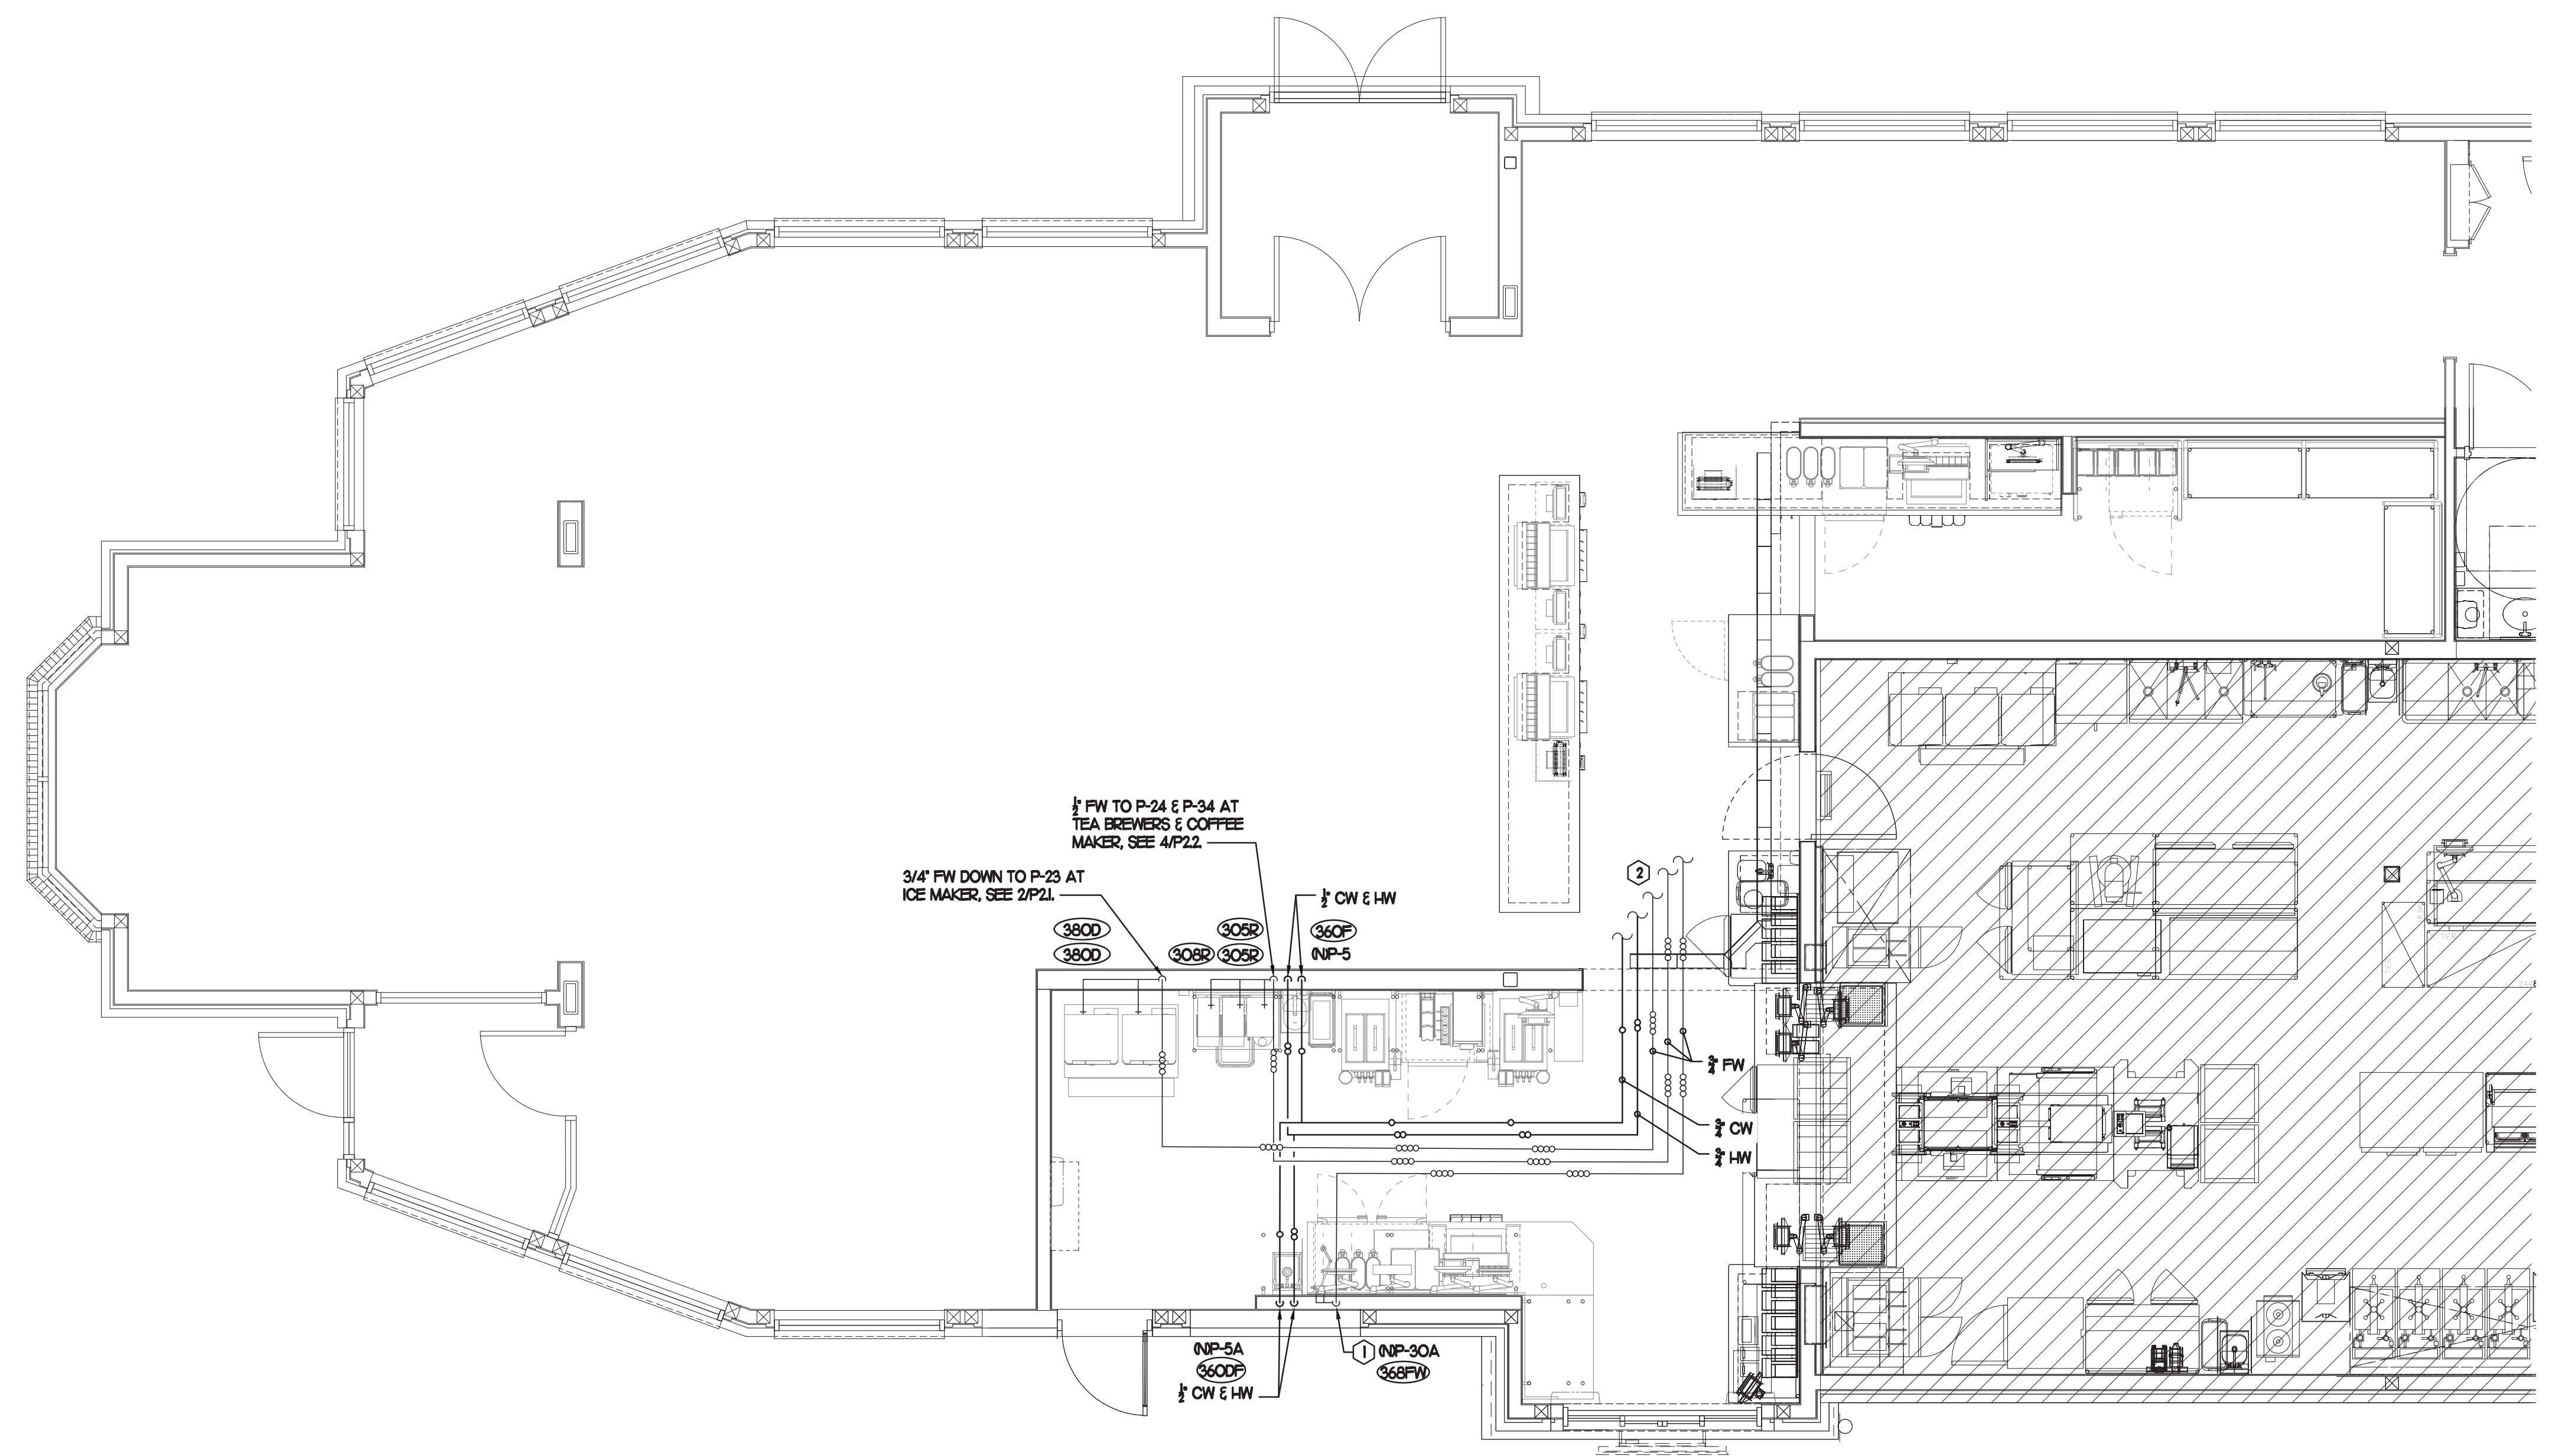 ½" FW TO P-24 & P-34 AT
TEA BREWERS & COFFEE
MAKER, SEE 4/P2.2.
3/4" FW DOWN TO P-23 AT
ICE MAKER, SEE 2/P2.1.
2
½" CW & HW
380D
305R
360F
380D
308R
305R
(N)P-5
¾" FW
¾" CW
¾" HW
(N)P-5A
360DF
½" CW & HW
1
(N)P-30A
368FW